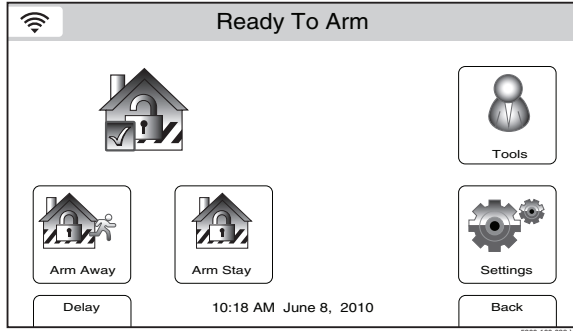 Ready To Arm
Tools
Arm Away
Arm Stay
Settings
Delay
10:18 AM June 8, 2010
Back